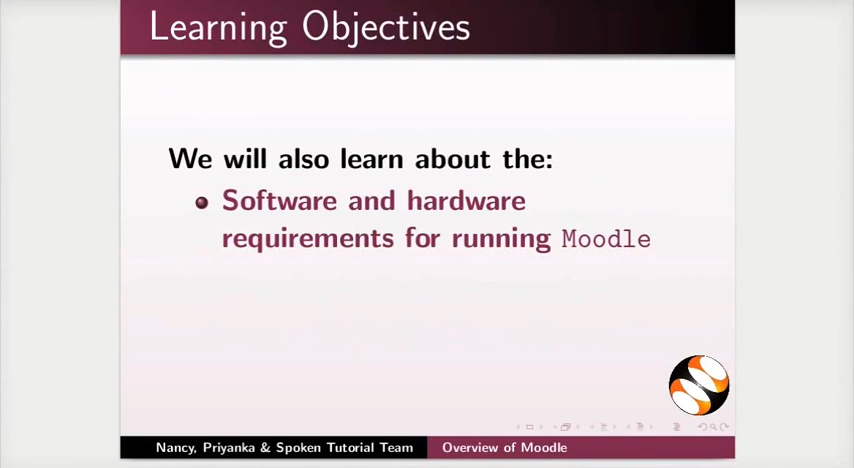 Learning Objectives
We will also learn about the:
Software and hardware
requirements for running Moodle
Nancy, Priyanka & Spoken Tutorial Team
Overview of Moodle